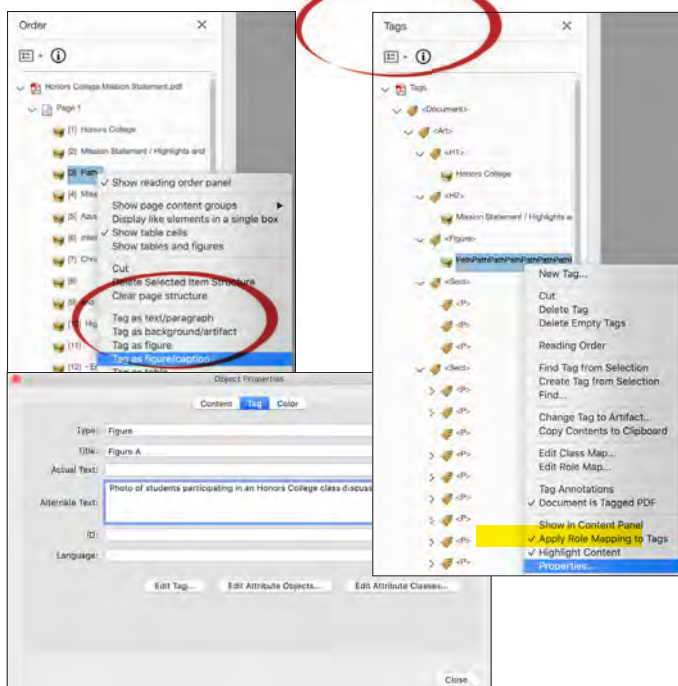 Order
Honors College Mission Statement.pdf
Page 1
[1] Honors College
[2] Mission Statement / Highlights and
[3] Path
[4] Miss
[5] Azus
[6] Intel
[7] Chri
[8]
[9] and
[10] Hig
[11]
[12] - E
✓ Show reading order panel
Show page content groups
Display like elements in a single box
✓ Show table cells
Show tables and figures
Cut
Delete Selected Item Structure
Clear page structure
Tag as text/paragraph
Tag as background/artifact
Tag as figure
Tag as figure/caption
Tag as table
Tags
Tags
<Document>
<Art>
<H1>
Honors College
<H2>
Mission Statement / Highlights a
<Figure>
PathPathPathPathPathPathPathPath
<Sect>
<P>
<P>
<P>
<Sect>
<P>
<P>
<P>
<P>
<P>
<P>
<P>
<P>
New Tag...
Cut
Delete Tag
Delete Empty Tags
Reading Order
Find Tag from Selection
Create Tag from Selection
Find...
Change Tag to Artifact...
Copy Contents to Clipboard
Edit Class Map...
Edit Role Map...
Tag Annotations
✓ Document is Tagged PDF
Show in Content Panel
✓ Apply Role Mapping to Tags
✓ Highlight Content
Properties...
Object Properties
Content Tag Color
Type: Figure
Title: Figure A
Actual Text:
Alternate Text: Photo of students participating in an Honors College class discuss
ID:
Language:
Edit Tag... Edit Attribute Objects... Edit Attribute Classes...
Close